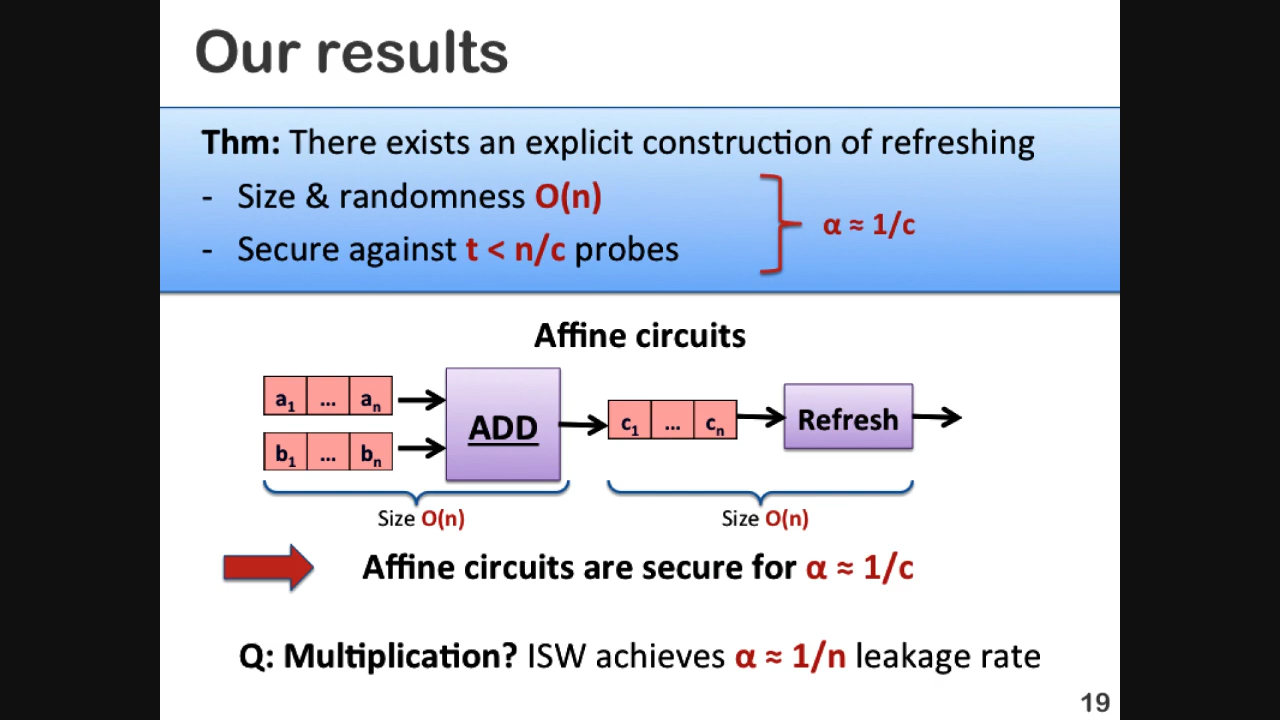 Our results
Thm: There exists an explicit construction of refreshing
- Size & randomness O(n)
- Secure against t < n/c probes
α ≈ 1/c
Affine circuits
a1 ... an
b1 ... bn
ADD
c1 ... cn
Refresh
Size O(n)
Size O(n)
Affine circuits are secure for α ≈ 1/c
Q: Multiplication? ISW achieves α ≈ 1/n leakage rate
19